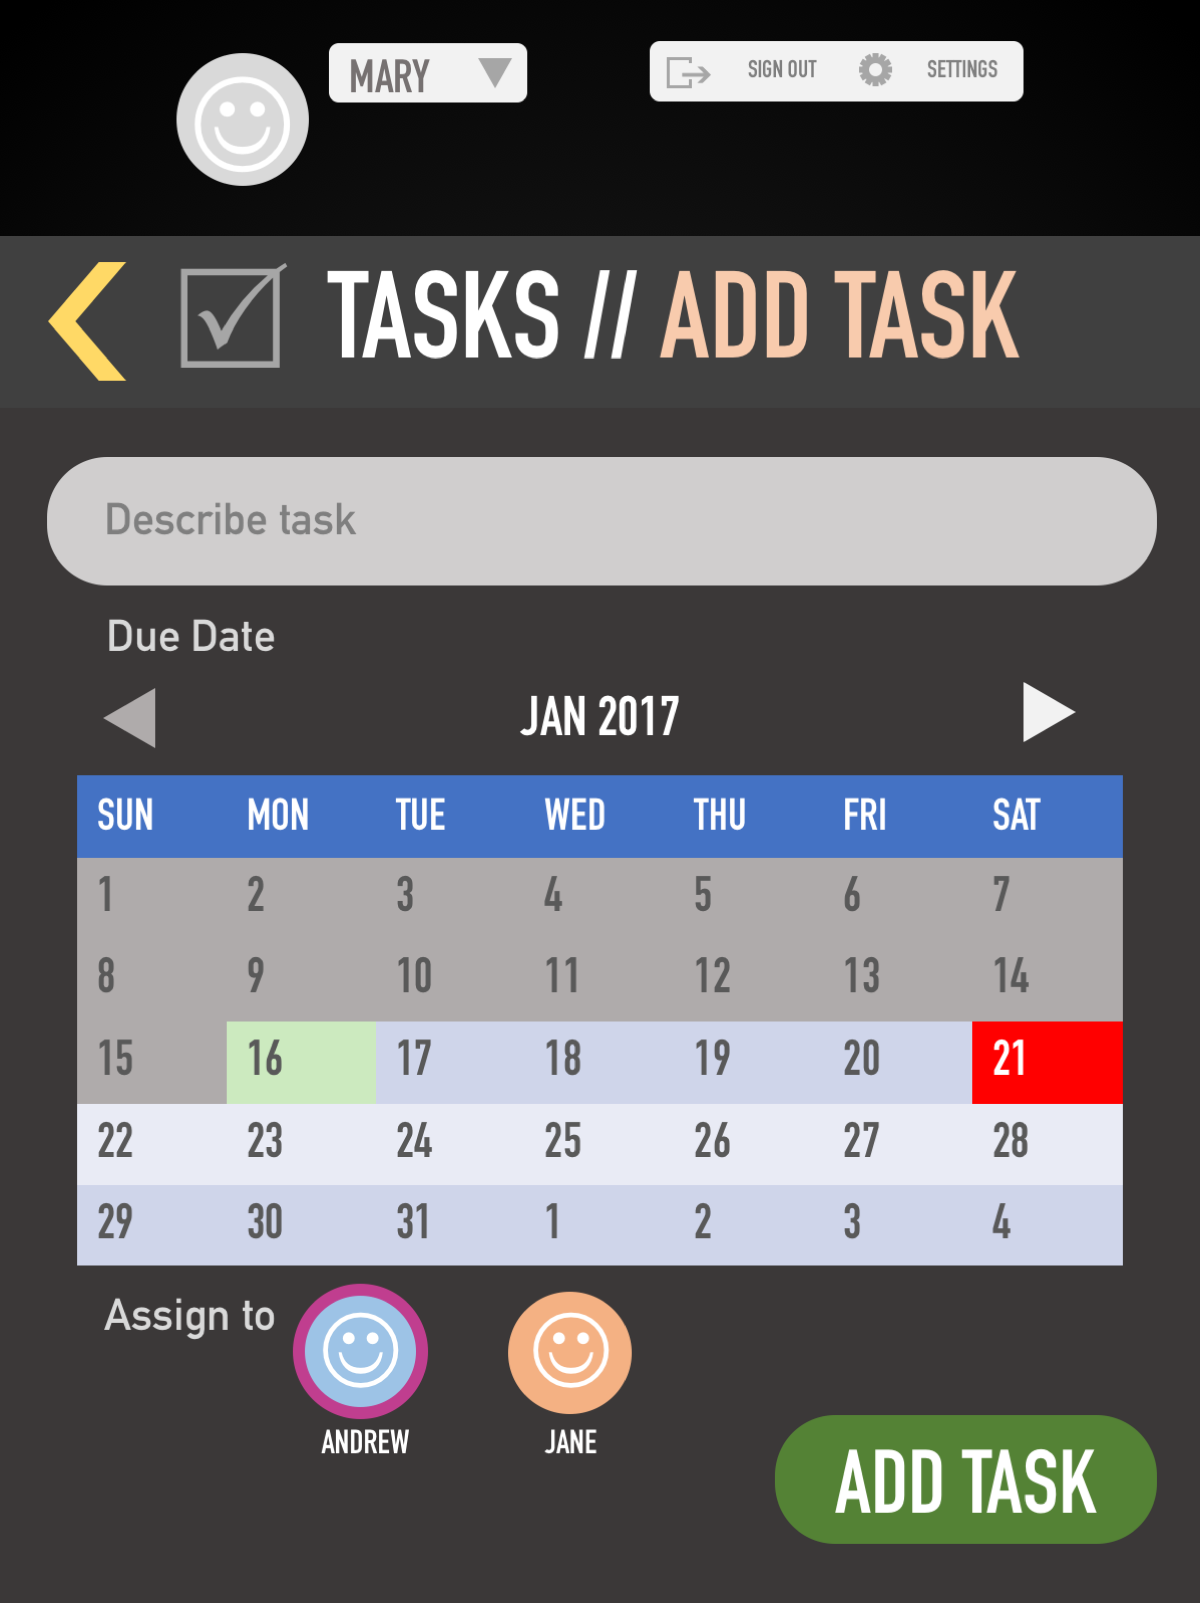 MARY
SIGN OUT SETTINGS
TASKS // ADD TASK
Describe task
Due Date
JAN 2017
SUN MON TUE WED THU FRI SAT
1 2 3 4 5 6 7
8 9 10 11 12 13 14
15 16 17 18 19 20 21
22 23 24 25 26 27 28
29 30 31 1 2 3 4
Assign to
ANDREW JANE
ADD TASK